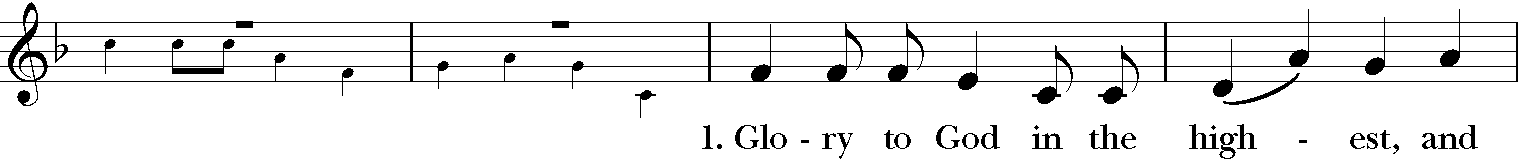 1. Glo - ry to God in the high - est, and